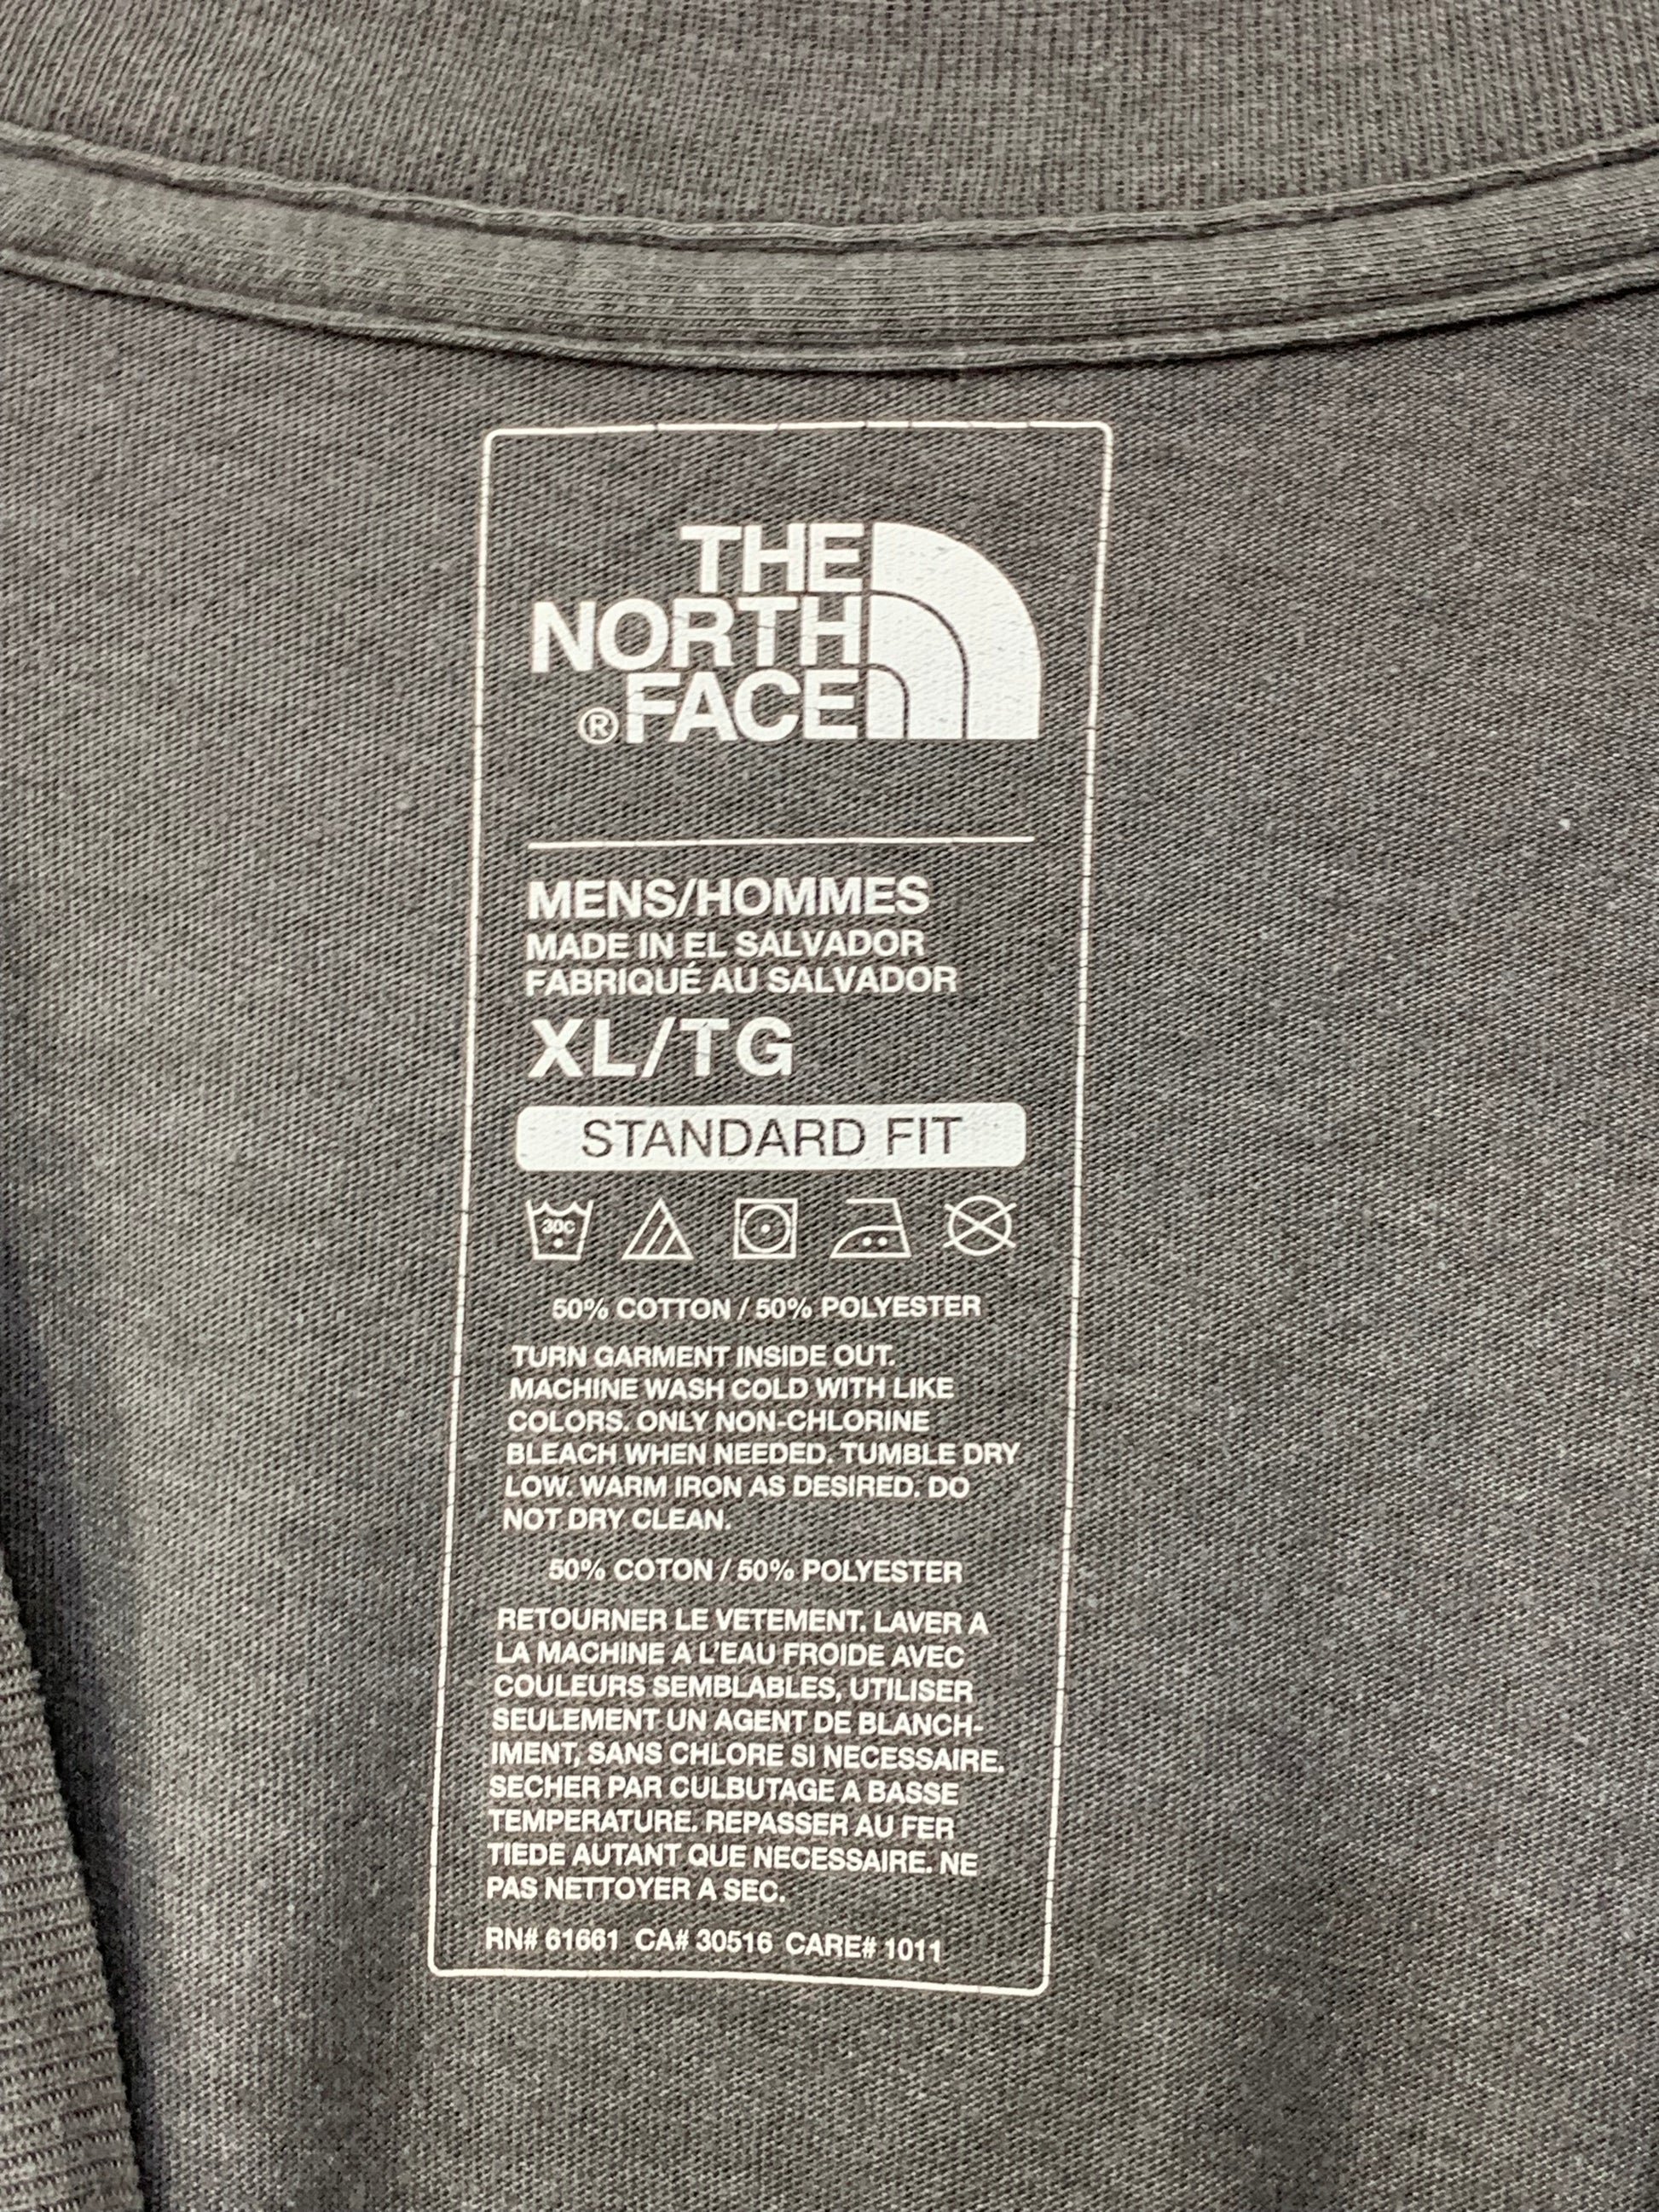 THE
NORTH
®FACE
MENS/HOMMES
MADE IN EL SALVADOR
FABRIQUÉ AU SALVADOR
XL/TG
STANDARD FIT
30C
50% COTTON / 50% POLYESTER
TURN GARMENT INSIDE OUT.
MACHINE WASH COLD WITH LIKE
COLORS. ONLY NON-CHLORINE
BLEACH WHEN NEEDED. TUMBLE DRY
LOW. WARM IRON AS DESIRED. DO
NOT DRY CLEAN.
50% COTON / 50% POLYESTER
RETOURNER LE VETEMENT. LAVER A
LA MACHINE A L'EAU FROIDE AVEC
COULEURS SEMBLABLES, UTILISER
SEULEMENT UN AGENT DE BLANCH-
IMENT, SANS CHLORE SI NECESSAIRE.
SECHER PAR CULBUTAGE A BASSE
TEMPERATURE. REPASSER AU FER
TIEDE AUTANT QUE NECESSAIRE. NE
PAS NETTOYER A SEC.
RN# 61661 CA# 30516 CARE# 1011